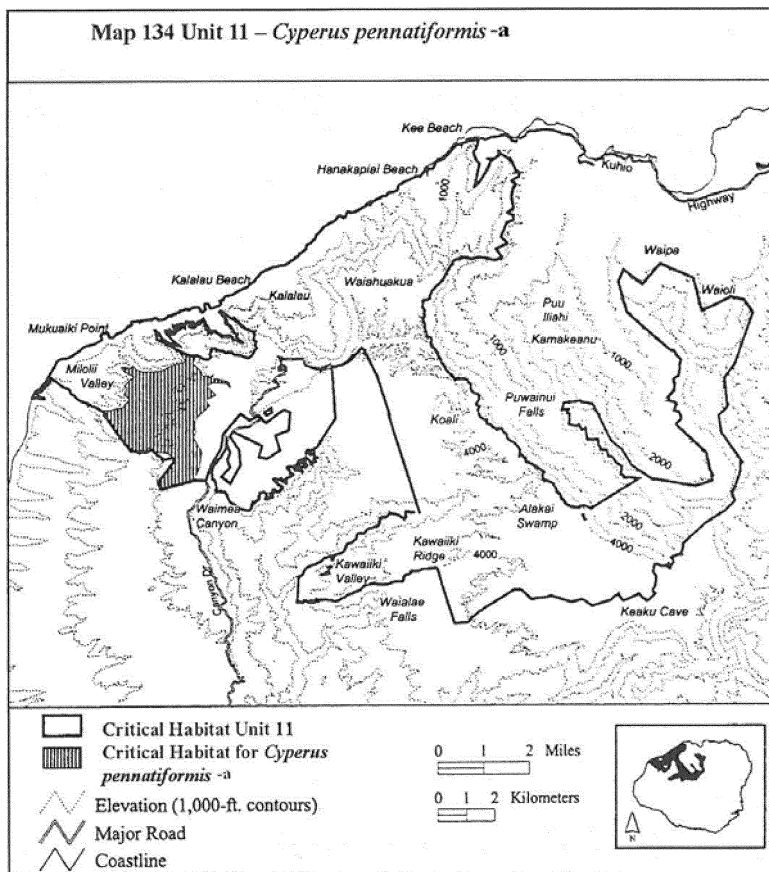 Map 134 Unit 11 – Cyperus pennatiformis -a
Kee Beach
Hanakapiai Beach
Kuhio
Highway
1000
Waipa
Kalalau Beach
Kalalau
Waiahuakua
Waioli
Puu
Iliahi
Mukuaiki Point
Kamakeanu
1000
1000
Milolii
Valley
Puwainui
Falls
Koali
4000
2000
Waimea
Canyon
Alakai
Swamp
2000
Kawaiiki
Ridge
4000
4000
Kawaiiki
Valley
Canyon Dr
Waialae
Falls
Keaku Cave
Critical Habitat Unit 11
Critical Habitat for Cyperus
pennatiformis -a
Elevation (1,000-ft. contours)
Major Road
Coastline
0 1 2 Miles
0 1 2 Kilometers
N